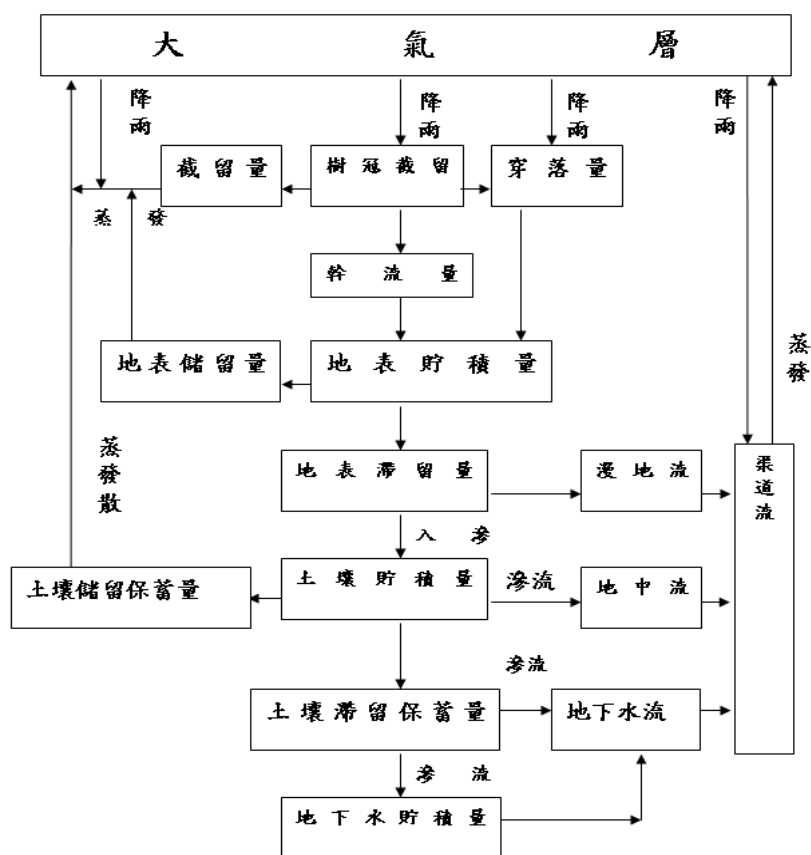 大氣層
降雨
降雨
降雨
降雨
截留量
樹冠截留
穿落量
蒸發
幹流量
蒸發
地表儲留量
地表貯積量
蒸發散
地表滯留量
漫地流
渠道流
入滲
土壤儲留保蓄量
土壤貯積量
滲流
地中流
滲流
土壤滯留保蓄量
地下水流
滲流
地下水貯積量